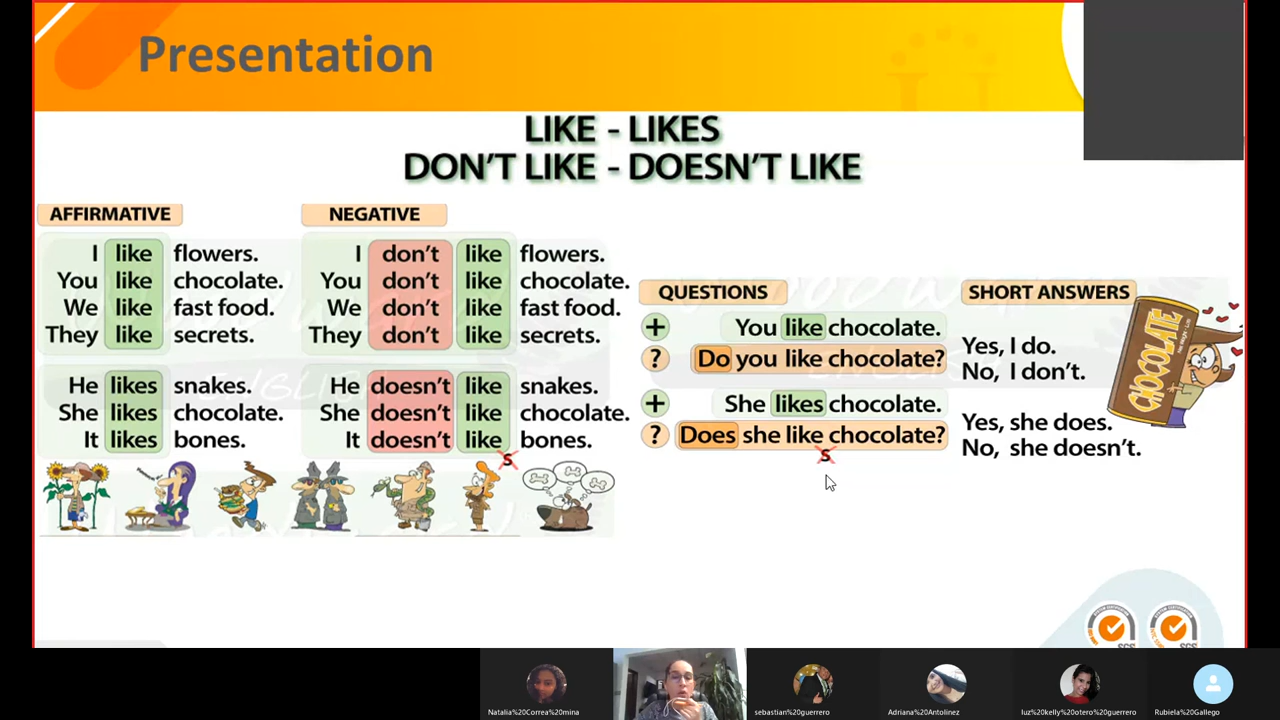 Presentation
LIKE - LIKES
DON'T LIKE - DOESN'T LIKE
AFFIRMATIVE
I like flowers.
You like chocolate.
We like fast food.
They like secrets.
He likes snakes.
She likes chocolate.
It likes bones.
NEGATIVE
I don't like flowers.
You don't like chocolate.
We don't like fast food.
They don't like secrets.
He doesn't like snakes.
She doesn't like chocolate.
It doesn't like bones.
S
QUESTIONS
+ You like chocolate.
? Do you like chocolate?
+ She likes chocolate.
? Does she like chocolate?
S
SHORT ANSWERS
Yes, I do.
No, I don't.
Yes, she does.
No, she doesn't.
CHOCOLATE
SGS
SGS
Natalia%20Correa%20mina
sebastian%20guerrero
Adriana%20Antolinez
luz%20kelly%20otero%20guerrero
Rubiela%20Gallego